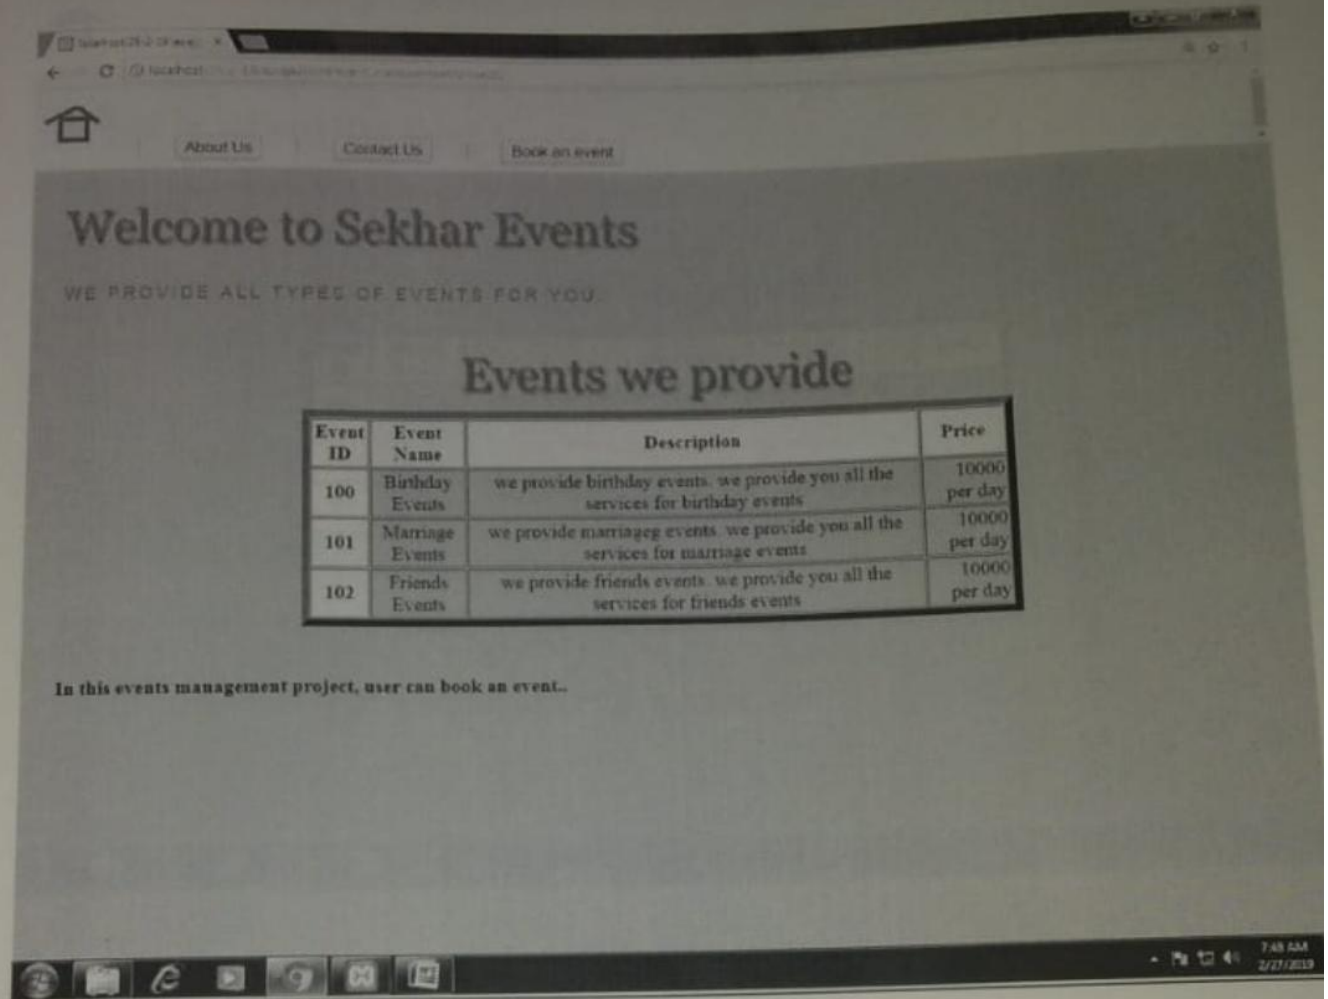 localhost
About Us
Contact Us
Book an event
Welcome to Sekhar Events
WE PROVIDE ALL TYPES OF EVENTS FOR YOU.
Events we provide
Event ID Event Name Description Price
100 Birthday Events we provide birthday events. we provide you all the services for birthday events 10000 per day
101 Marriage Events we provide marriageg events. we provide you all the services for marriage events 10000 per day
102 Friends Events we provide friends events. we provide you all the services for friends events 10000 per day
In this events management project, user can book an event..
7:48 AM
2/27/2019